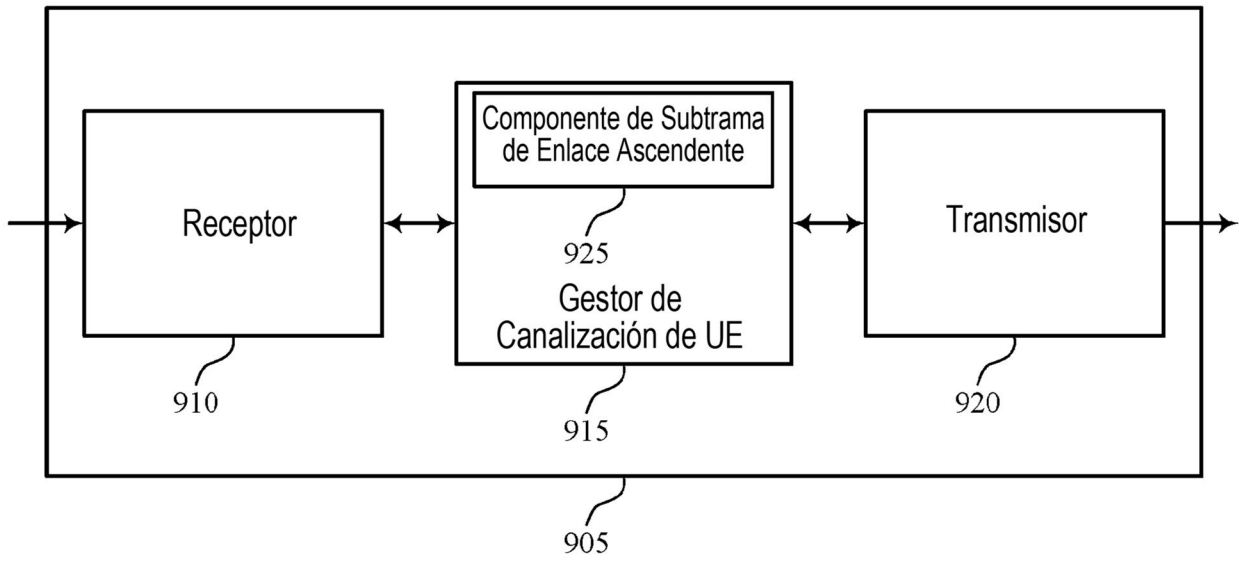 Componente de Subtrama
de Enlace Ascendente
Receptor
Transmisor
925
Gestor de
Canalización de UE
910
915
920
905